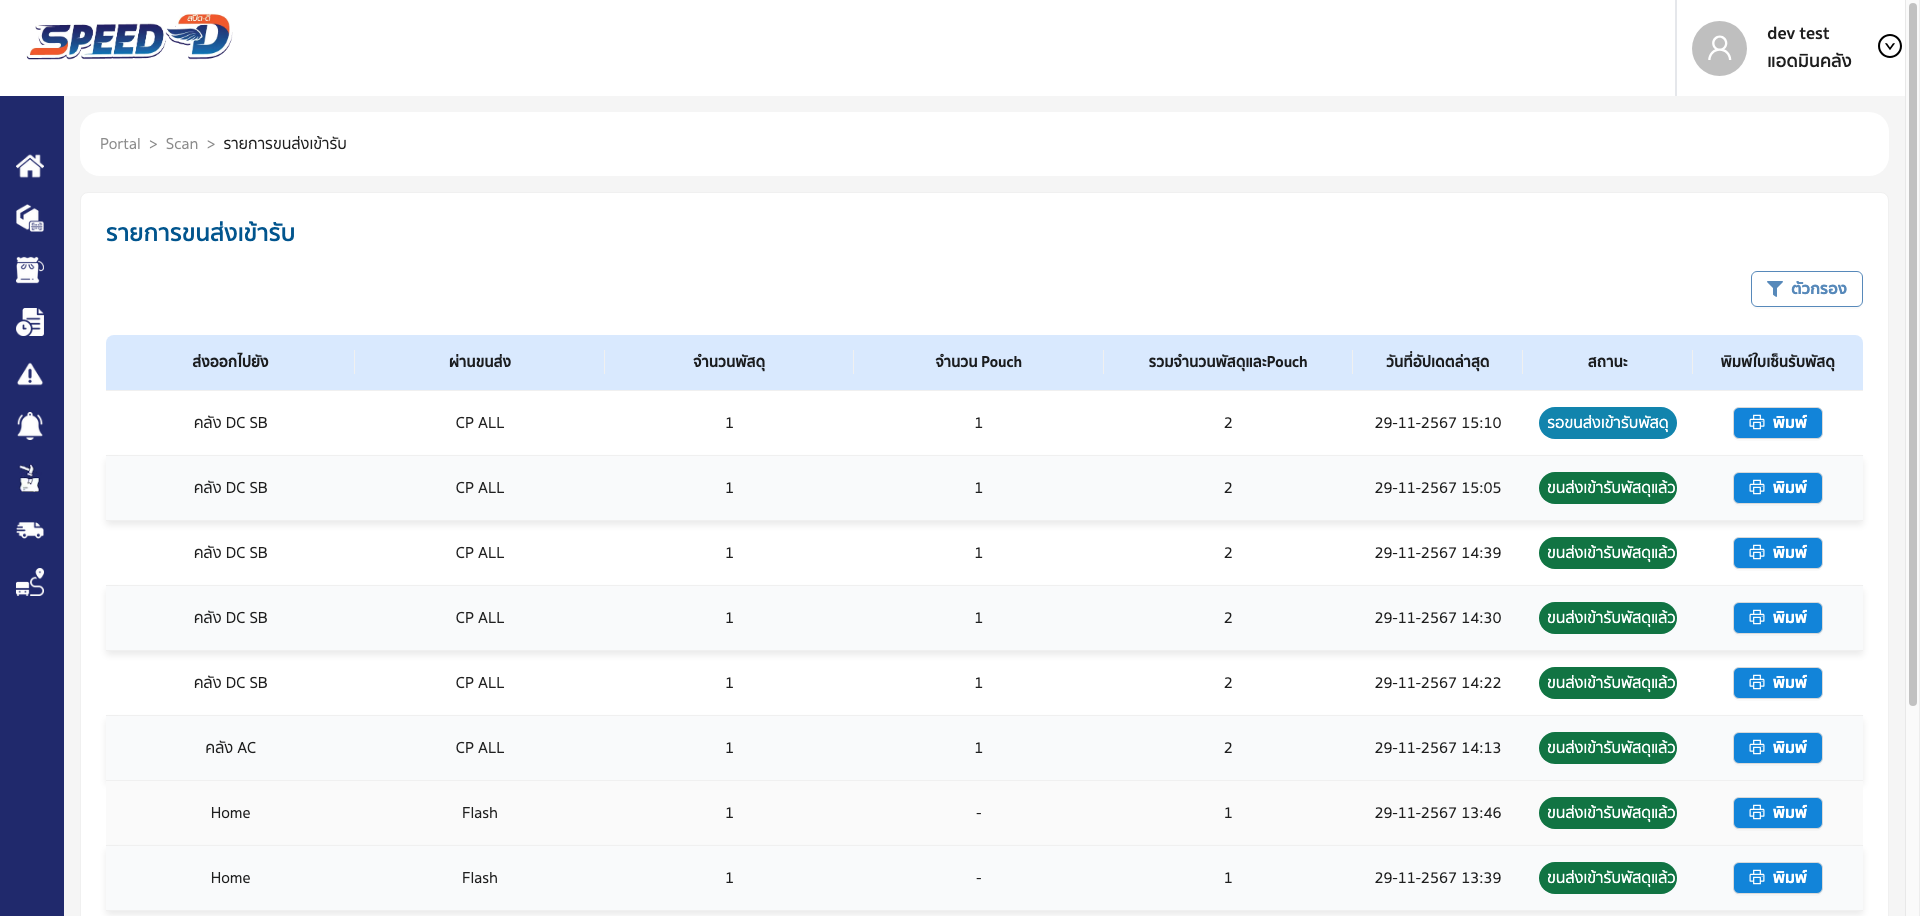 สปีด-ดี
SPEED-D
dev test
แอดมินคลัง
Portal > Scan > รายการขนส่งเข้ารับ
รายการขนส่งเข้ารับ
ตัวกรอง
ส่งออกไปยัง ผ่านขนส่ง จำนวนพัสดุ จำนวน Pouch รวมจำนวนพัสดุและPouch วันที่อัปเดตล่าสุด สถานะ พิมพ์ใบเซ็นรับพัสดุ
คลัง DC SB CP ALL 1 1 2 29-11-2567 15:10 รอขนส่งเข้ารับพัสดุ พิมพ์
คลัง DC SB CP ALL 1 1 2 29-11-2567 15:05 ขนส่งเข้ารับพัสดุแล้ว พิมพ์
คลัง DC SB CP ALL 1 1 2 29-11-2567 14:39 ขนส่งเข้ารับพัสดุแล้ว พิมพ์
คลัง DC SB CP ALL 1 1 2 29-11-2567 14:30 ขนส่งเข้ารับพัสดุแล้ว พิมพ์
คลัง DC SB CP ALL 1 1 2 29-11-2567 14:22 ขนส่งเข้ารับพัสดุแล้ว พิมพ์
คลัง AC CP ALL 1 1 2 29-11-2567 14:13 ขนส่งเข้ารับพัสดุแล้ว พิมพ์
Home Flash 1 - 1 29-11-2567 13:46 ขนส่งเข้ารับพัสดุแล้ว พิมพ์
Home Flash 1 - 1 29-11-2567 13:39 ขนส่งเข้ารับพัสดุแล้ว พิมพ์